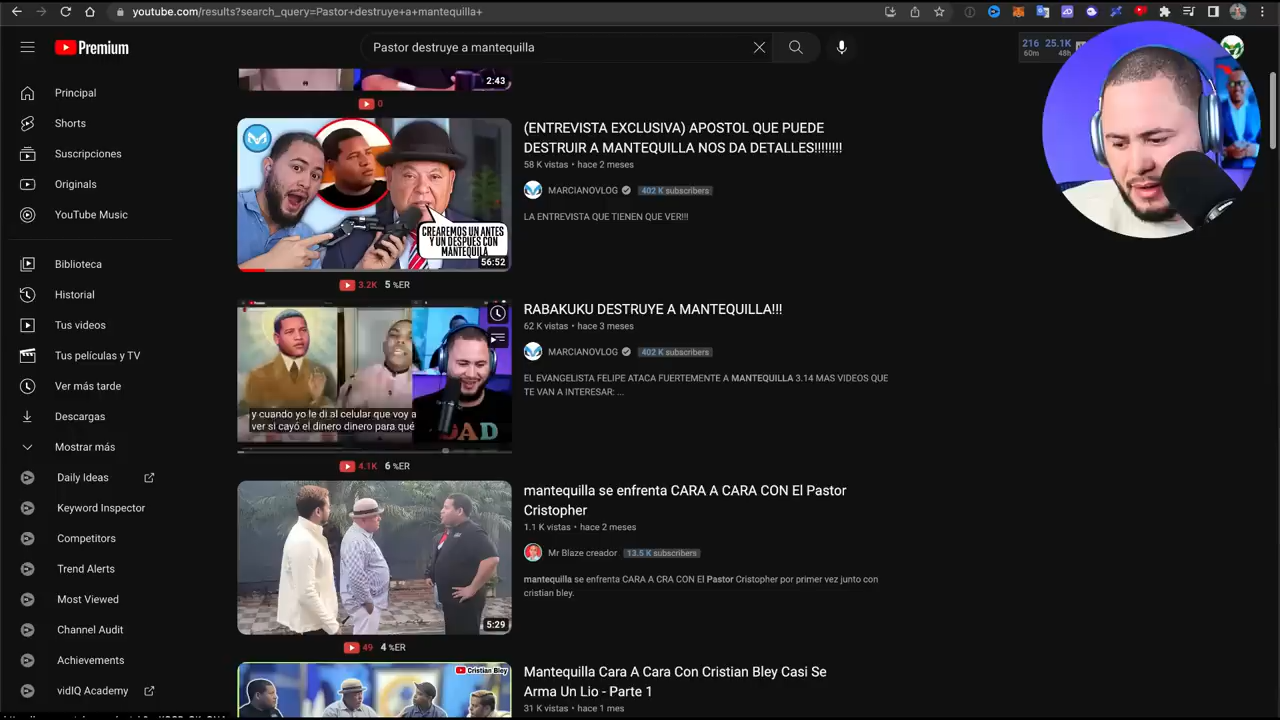 youtube.com/results?search_query=Pastor+destruye+a+mantequilla+
Premium
Pastor destruye a mantequilla
216 25.1K
60m 48h
Principal
Shorts
Suscripciones
Originals
YouTube Music
Biblioteca
Historial
Tus videos
Tus películas y TV
Ver más tarde
Descargas
Mostrar más
Daily Ideas
Keyword Inspector
Competitors
Trend Alerts
Most Viewed
Channel Audit
Achievements
vidIQ Academy
2:43
0
(ENTREVISTA EXCLUSIVA) APOSTOL QUE PUEDE
DESTRUIR A MANTEQUILLA NOS DA DETALLES!!!!!!!!
58 K vistas • hace 2 meses
MARCIANOVLOG 402 K subscribers
LA ENTREVISTA QUE TIENEN QUE VER!!!
CREAREMOS UN ANTES
Y UN DESPUÉS CON
MANTEQUILA
56:52
3.2K 5 %ER
RABAKUKU DESTRUYE A MANTEQUILLA!!!
62 K vistas • hace 3 meses
MARCIANOVLOG 402 K subscribers
EL EVANGELISTA FELIPE ATACA FUERTEMENTE A MANTEQUILLA 3.14 MAS VIDEOS QUE
TE VAN A INTERESAR: ...
y cuando yo le di al celular que voy a
ver si cayó el dinero dinero para qué
DAD
4.1K 6 %ER
mantequilla se enfrenta CARA A CARA CON El Pastor
Cristopher
1.1 K vistas • hace 2 meses
Mr Blaze creador 13.5 K subscribers
mantequilla se enfrenta CARA A CRA CON El Pastor Cristopher por primer vez junto con
cristian bley.
5:29
49 4 %ER
Cristian Bley
Mantequilla Cara A Cara Con Cristian Bley Casi Se
Arma Un Lio - Parte 1
31 K vistas • hace 1 mes